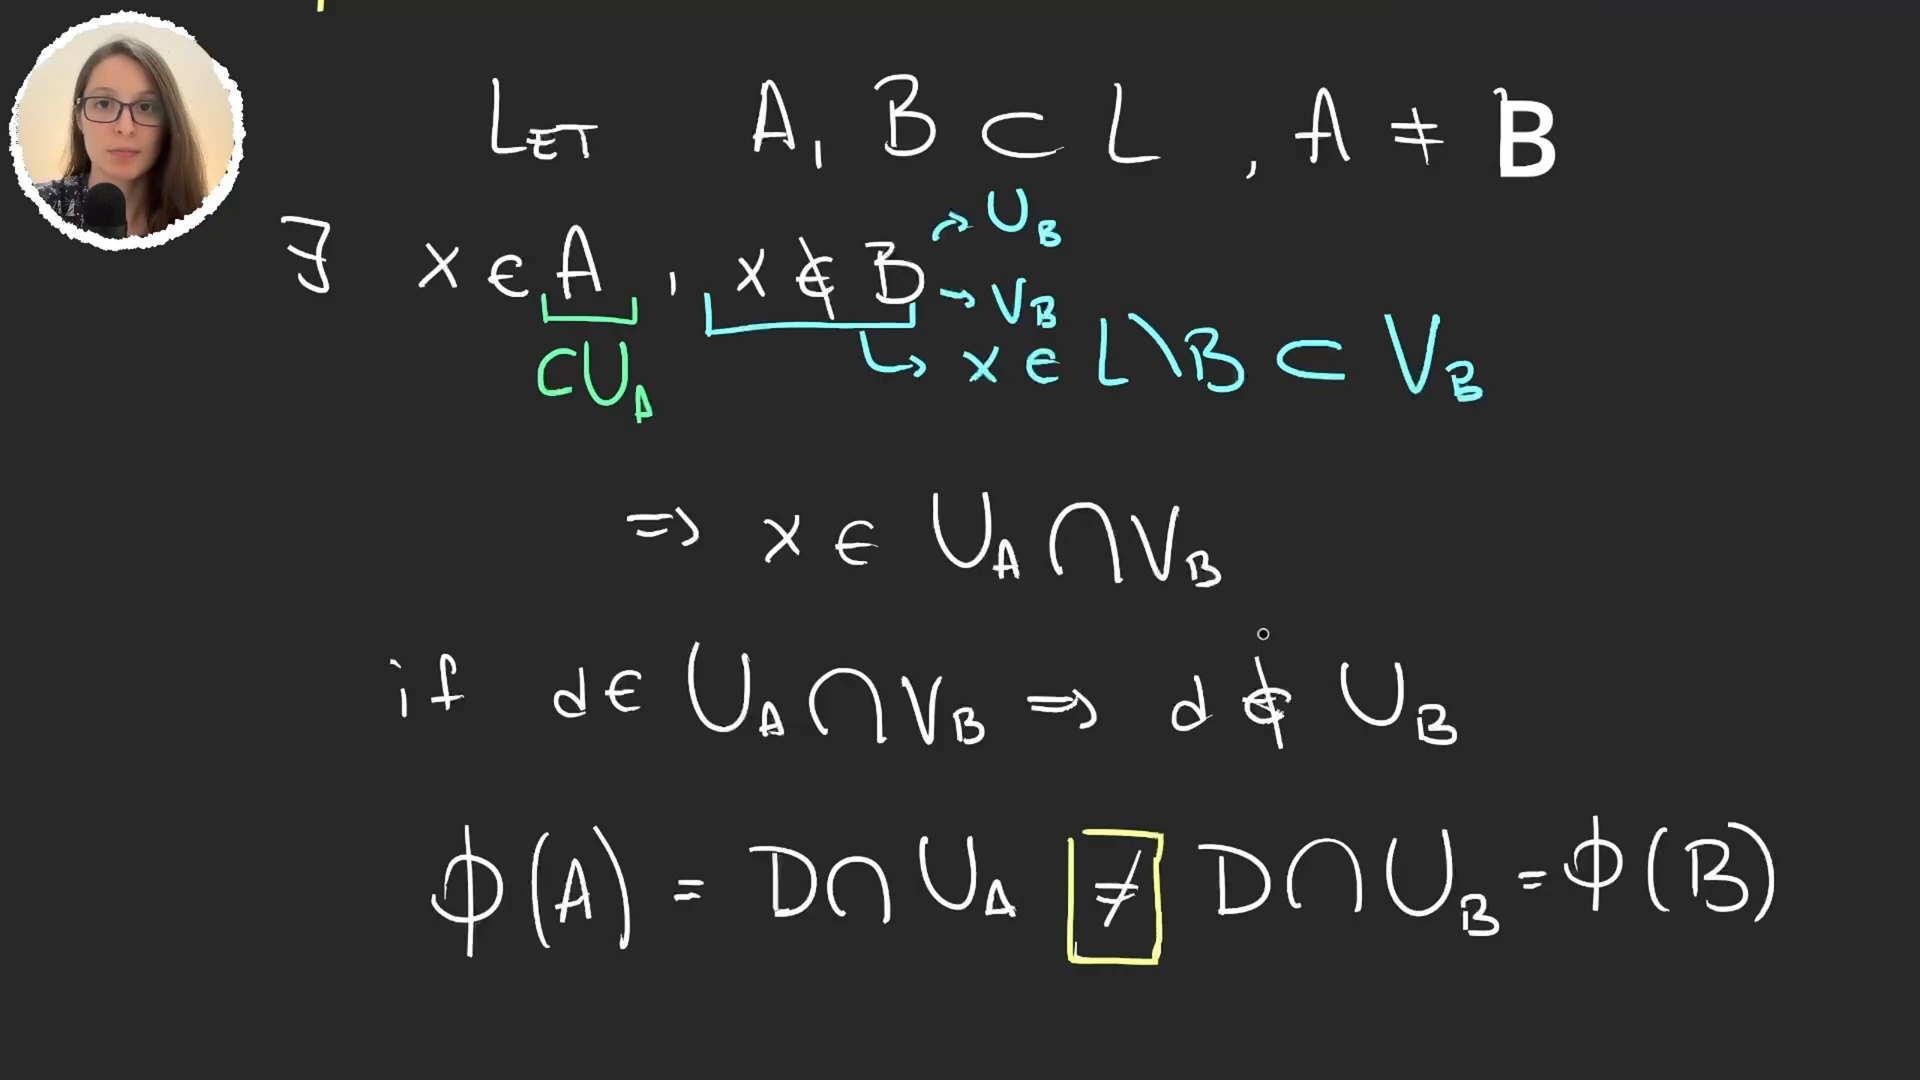 LET A, B ⊂ L , A ≠ B
∃ x ∈ A , x ∉ B → U_B
→ V_B
⊂ U_A ↳ x ∈ L\B ⊂ V_B
⇒ x ∈ U_A ∩ V_B
if d ∈ U_A ∩ V_B ⇒ d ∉ U_B
ϕ(A) = D ∩ U_A ≠ D ∩ U_B = ϕ(B)